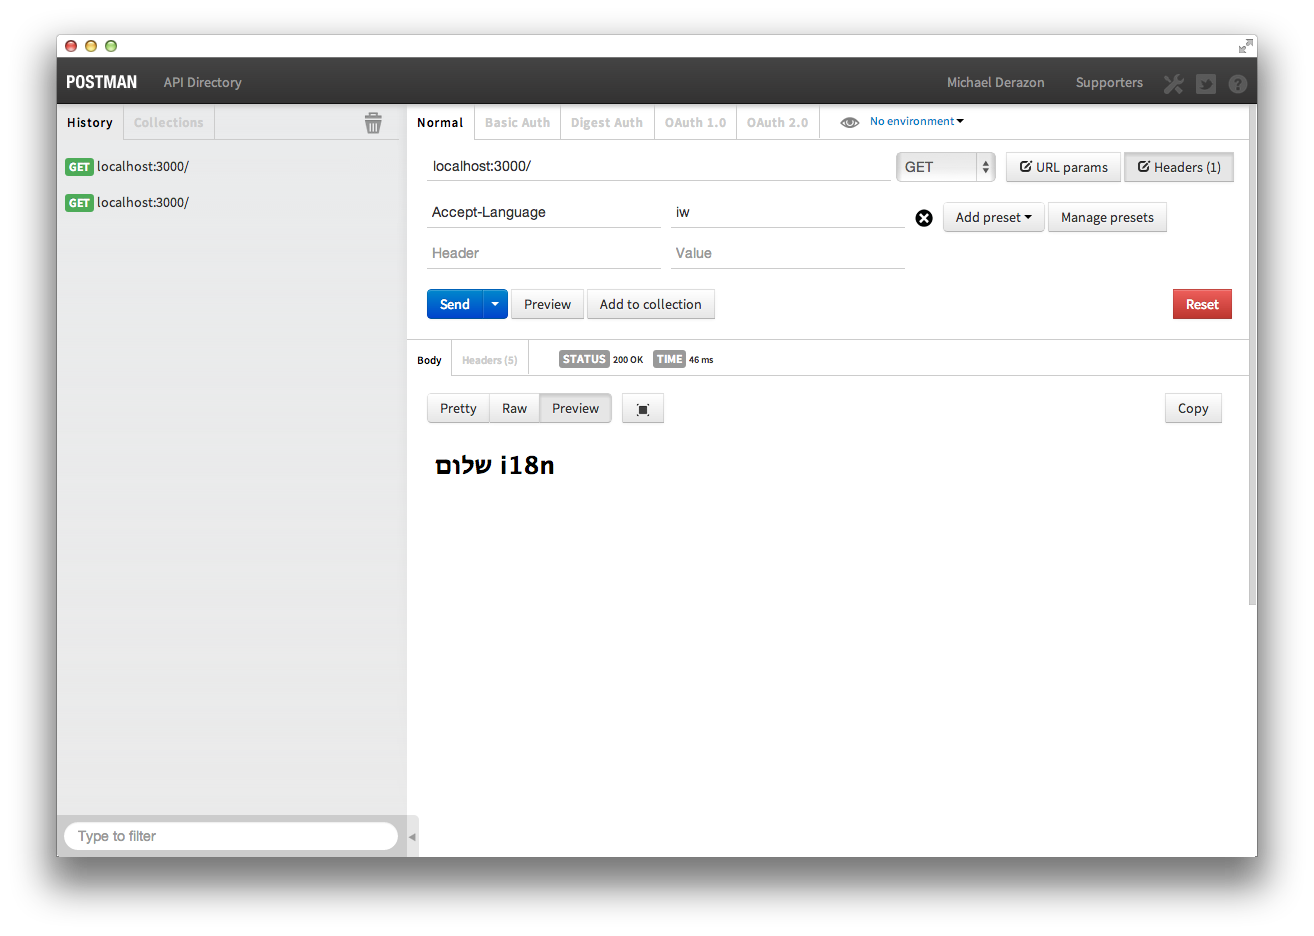 POSTMAN API Directory Michael Derazon Supporters
History Collections
GET localhost:3000/
GET localhost:3000/
Type to filter
Normal Basic Auth Digest Auth OAuth 1.0 OAuth 2.0 No environment
localhost:3000/ GET URL params Headers (1)
Accept-Language iw Add preset Manage presets
Header Value
Send Preview Add to collection Reset
Body Headers (5) STATUS 200 OK TIME 46 ms
Pretty Raw Preview Copy
שלום i18n